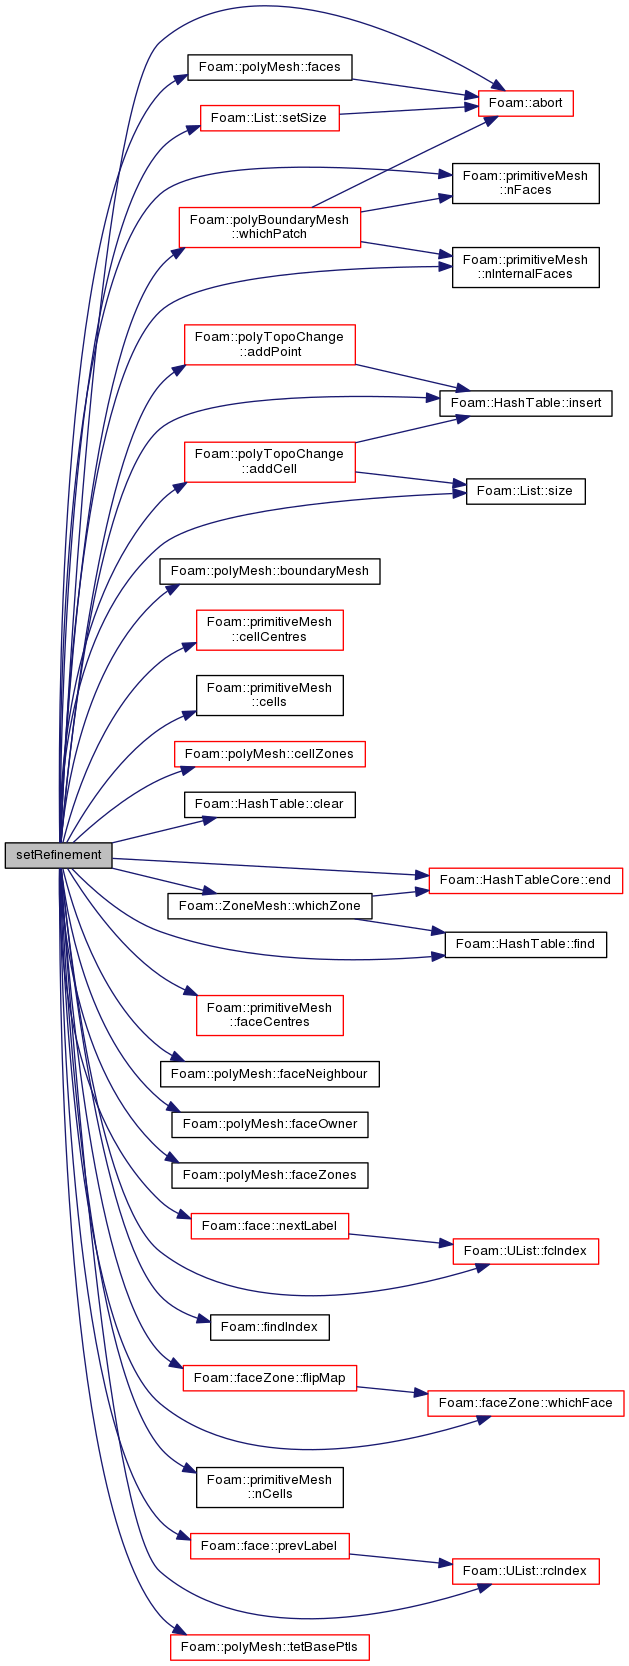 Foam::polyMesh::faces
Foam::abort
Foam::List::setSize
Foam::primitiveMesh
::nFaces
Foam::polyBoundaryMesh
::whichPatch
Foam::primitiveMesh
::nInternalFaces
Foam::polyTopoChange
::addPoint
Foam::HashTable::insert
Foam::polyTopoChange
::addCell
Foam::List::size
Foam::polyMesh::boundaryMesh
Foam::primitiveMesh
::cellCentres
Foam::primitiveMesh
::cells
Foam::polyMesh::cellZones
Foam::HashTable::clear
setRefinement
Foam::HashTableCore::end
Foam::ZoneMesh::whichZone
Foam::HashTable::find
Foam::primitiveMesh
::faceCentres
Foam::polyMesh::faceNeighbour
Foam::polyMesh::faceOwner
Foam::polyMesh::faceZones
Foam::face::nextLabel
Foam::UList::fcIndex
Foam::findIndex
Foam::faceZone::flipMap
Foam::faceZone::whichFace
Foam::primitiveMesh
::nCells
Foam::face::prevLabel
Foam::UList::rcIndex
Foam::polyMesh::tetBasePtIs